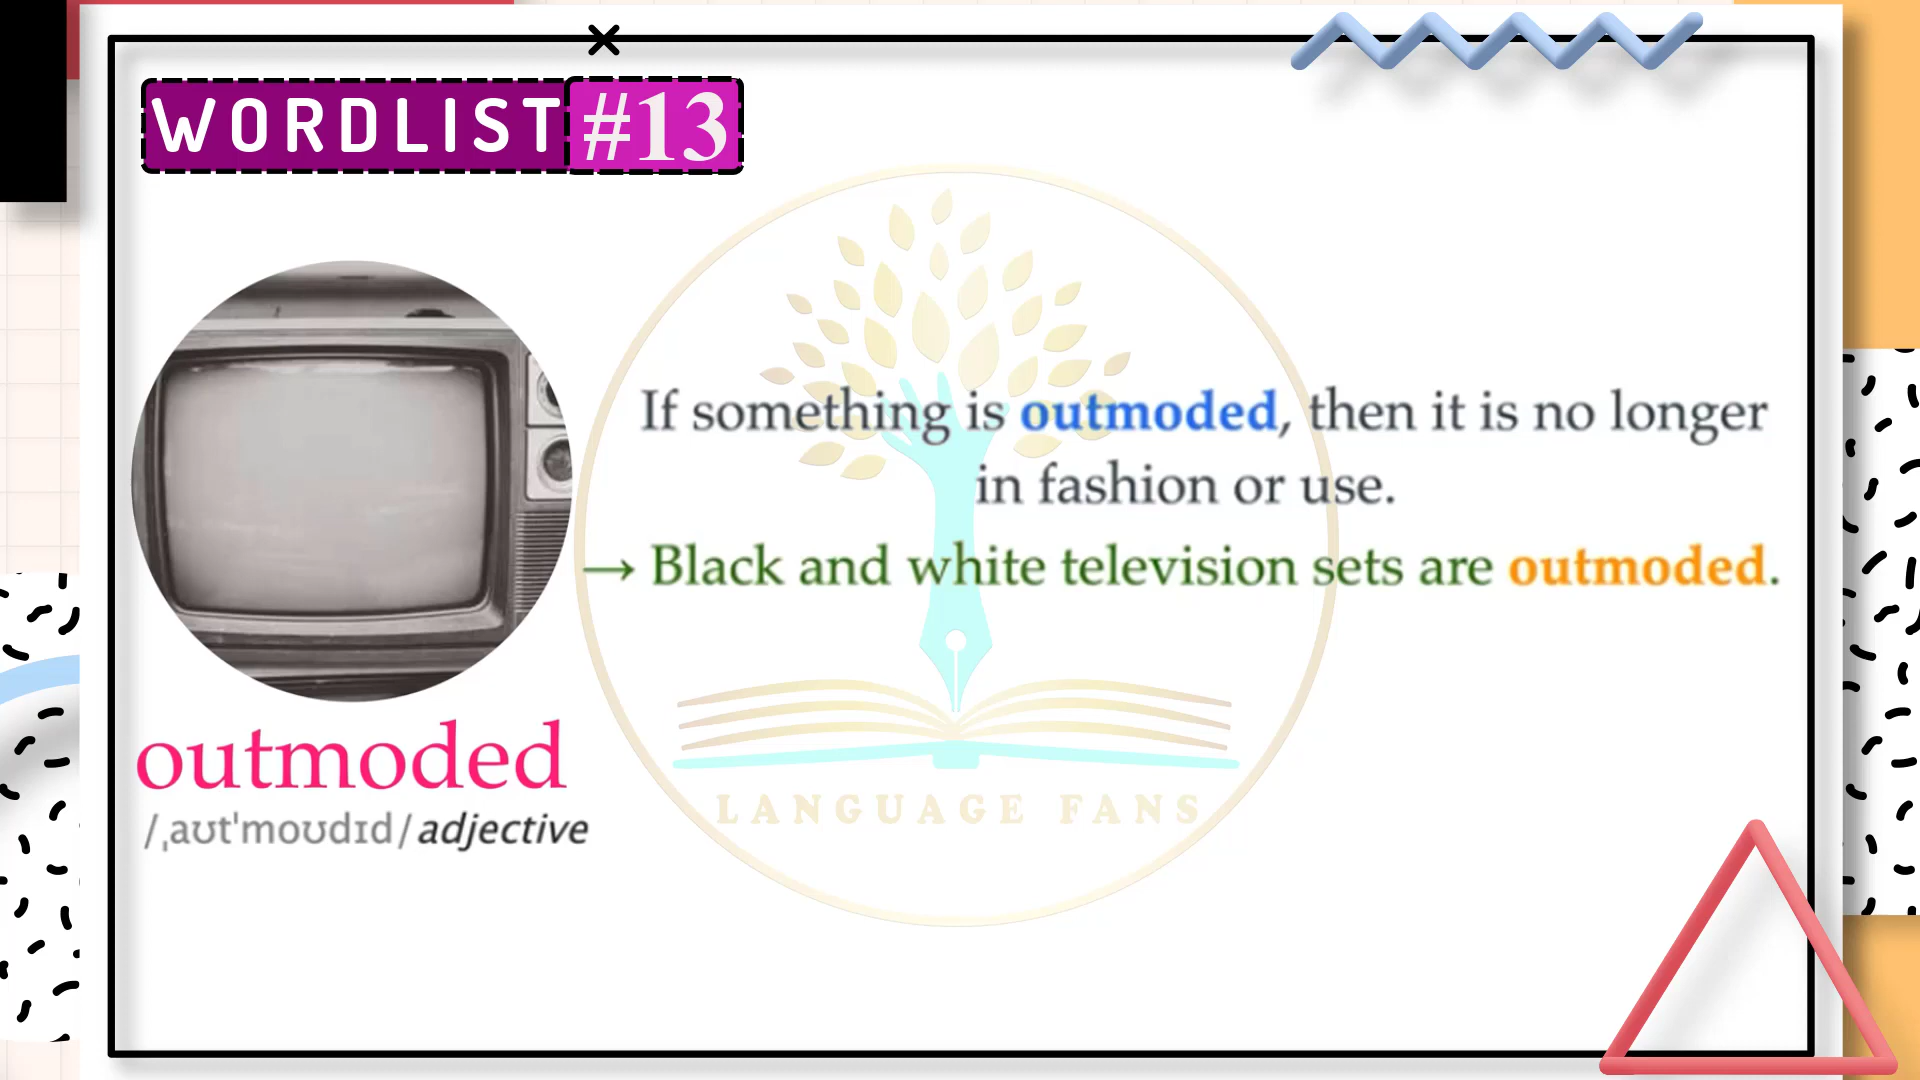 WORDLIST #13
If something is outmoded, then it is no longer
in fashion or use.
→ Black and white television sets are outmoded.
outmoded
/ˌaʊtˈmoʊdɪd/ adjective
LANGUAGE FANS